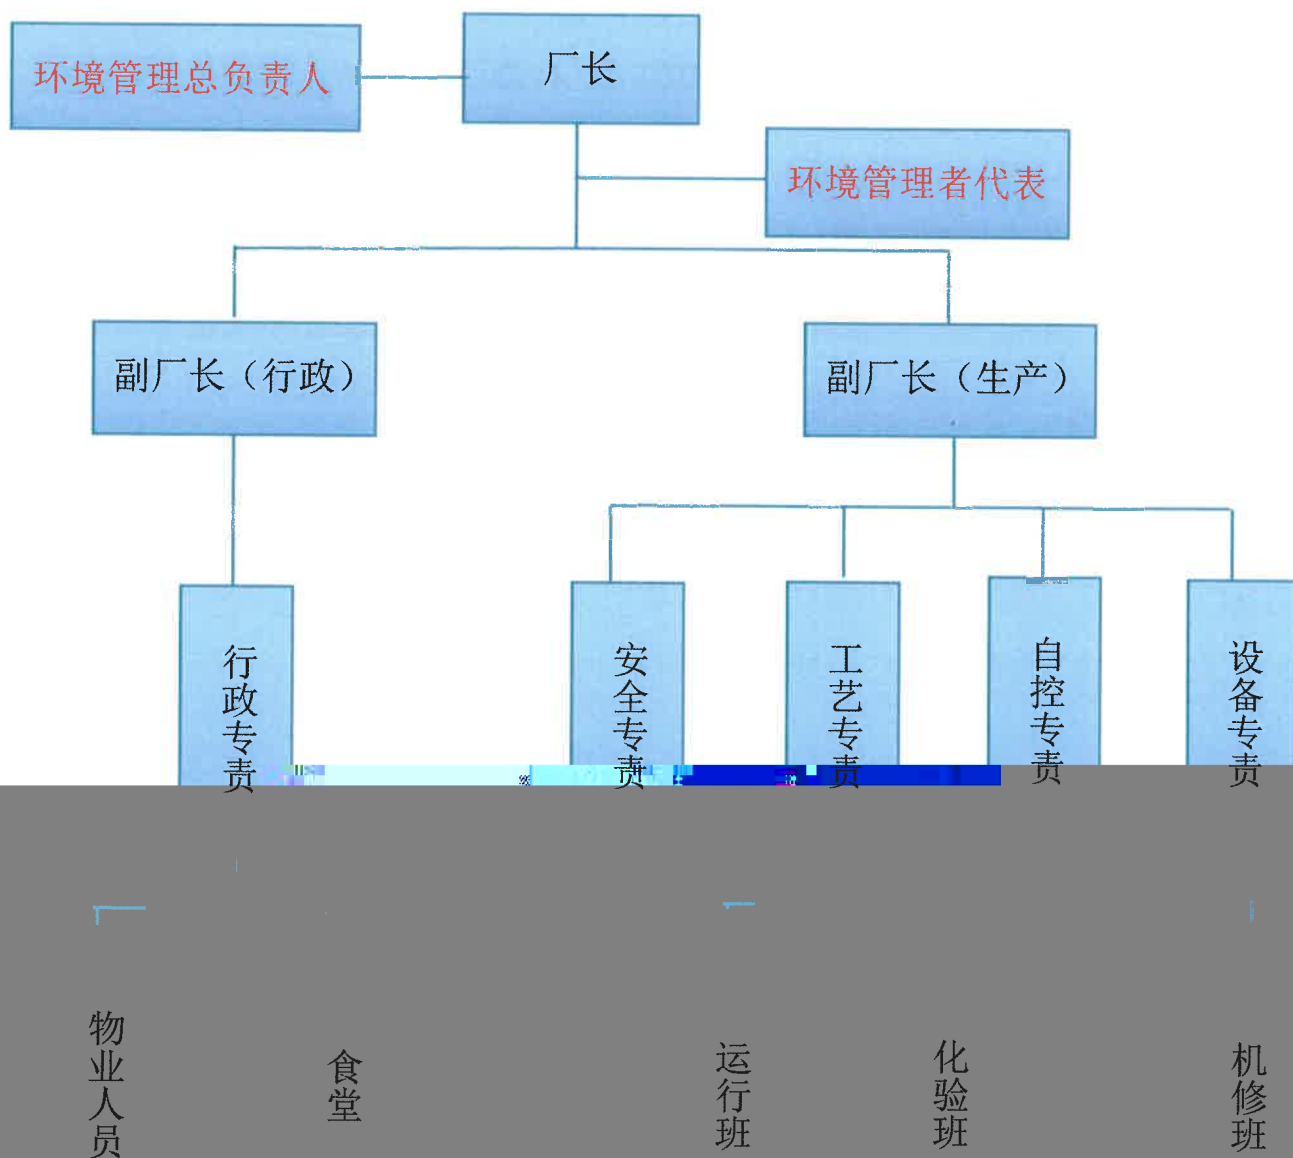 环境管理总负责人
厂长
环境管理者代表
副厂长（行政）
副厂长（生产）
行政专责
安全专责
工艺专责
自控专责
设备专责
物业人员
食堂
运行班
化验班
机修班